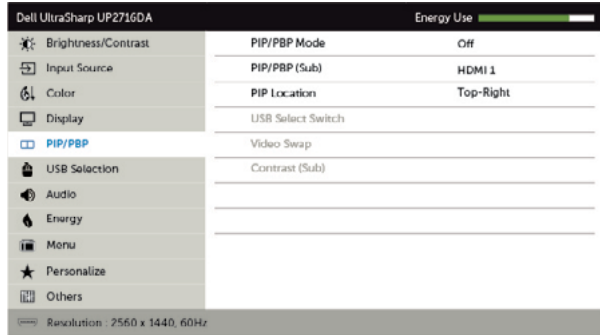 Dell UltraSharp UP2716DA Energy Use
Brightness/Contrast PIP/PBP Mode Off
Input Source PIP/PBP (Sub) HDMI 1
Color PIP Location Top-Right
Display USB Select Switch
PIP/PBP Video Swap
USB Selection Contrast (Sub)
Audio
Energy
Menu
Personalize
Others
Resolution : 2560 x 1440, 60Hz